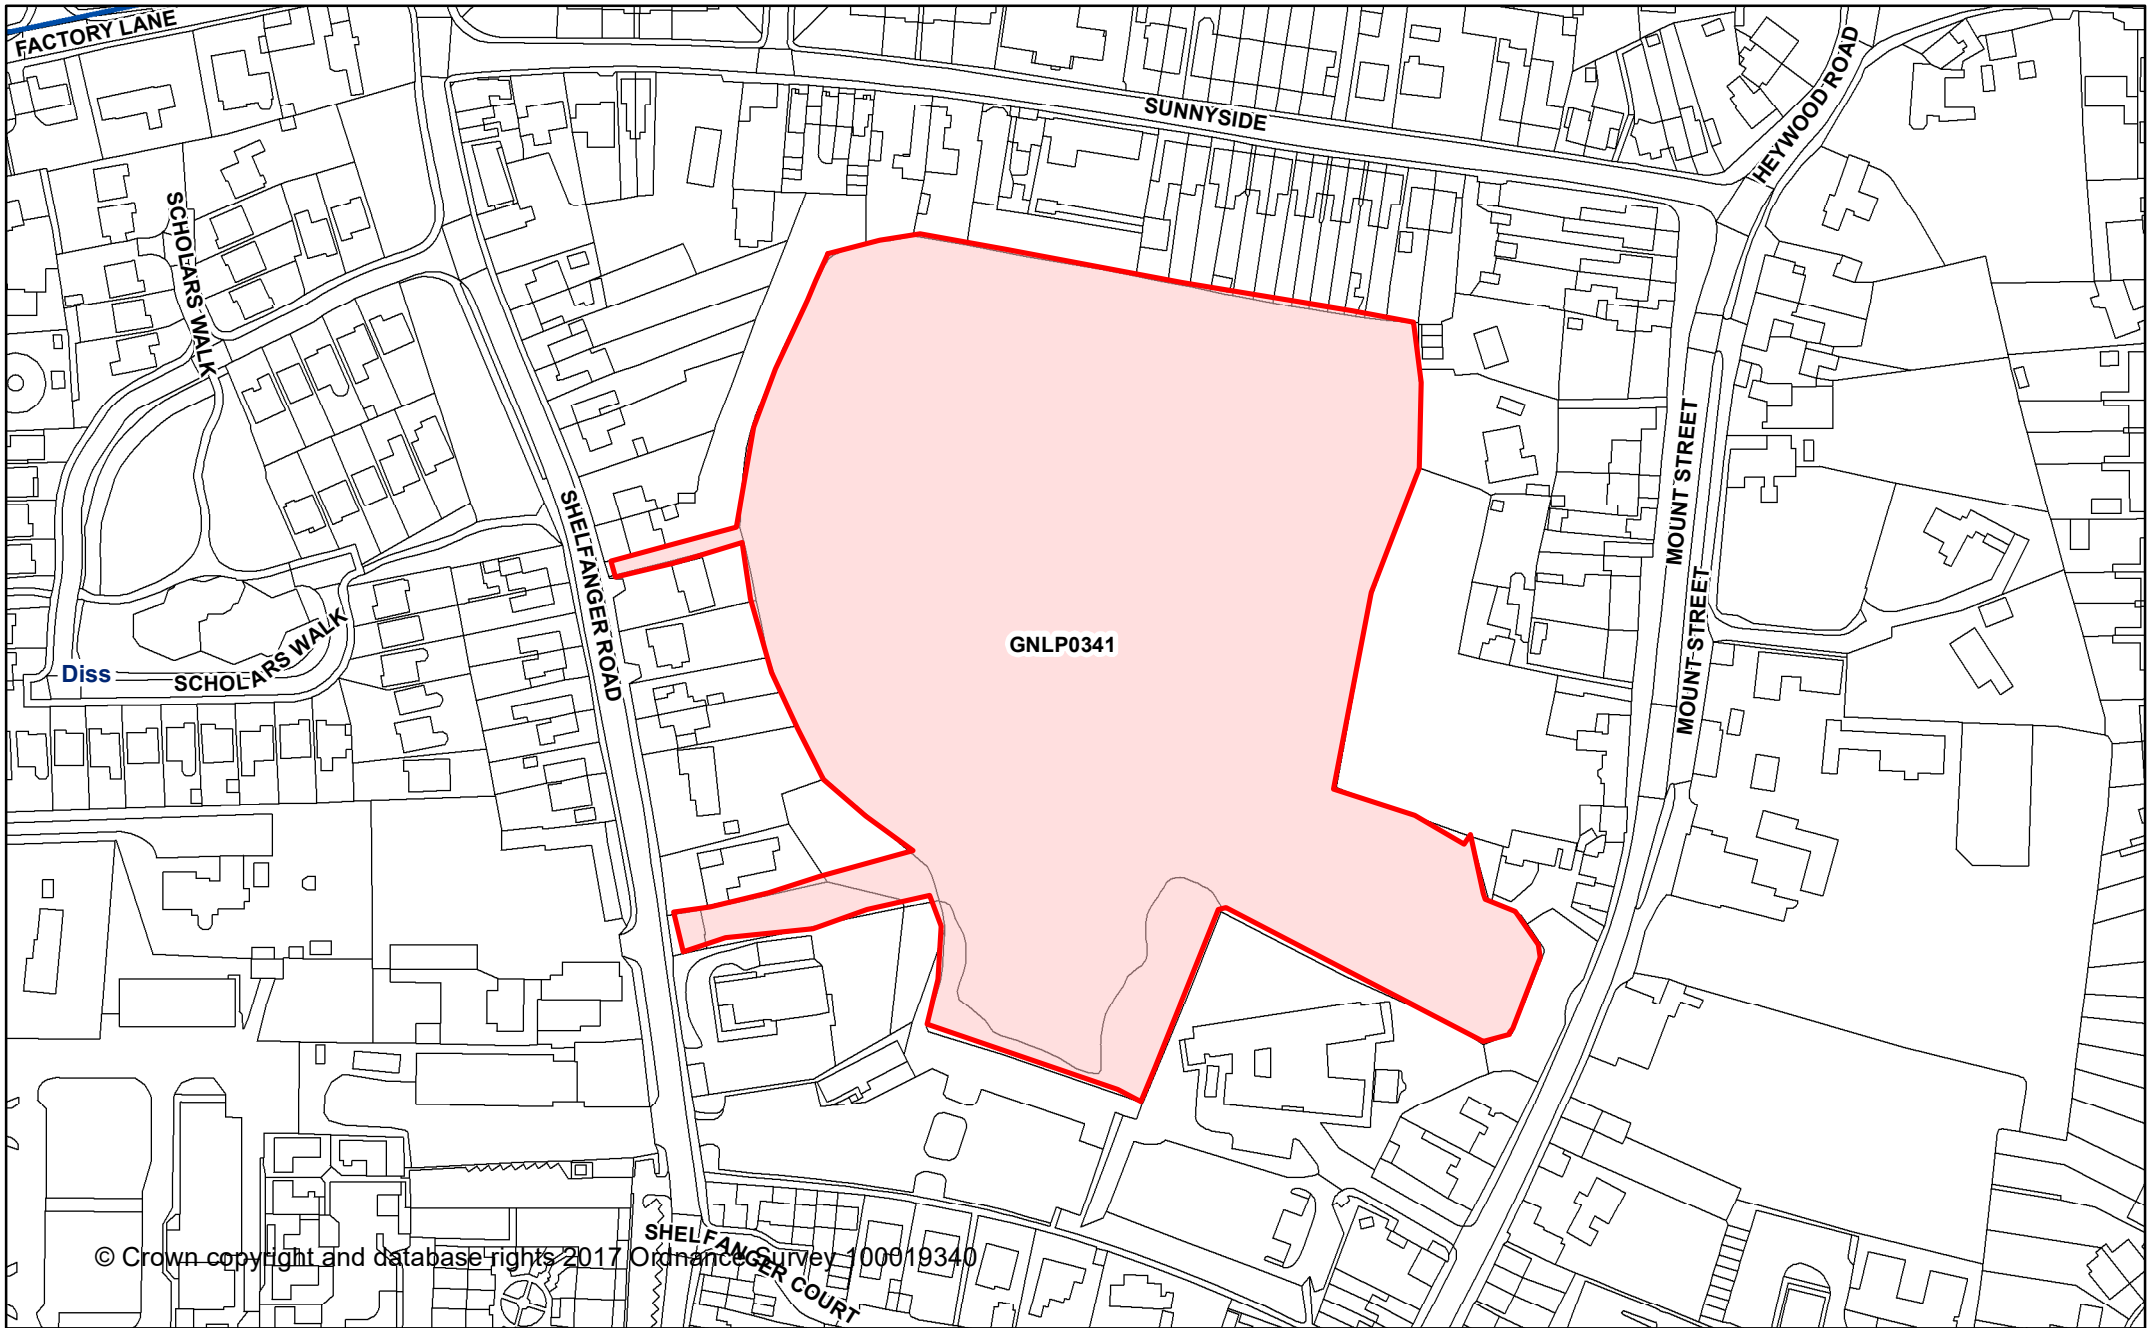 FACTORY LANE
SUNNYSIDE
HEYWOOD ROAD
SCHOLARS WALK
MOUNT STREET
SHELFANGER ROAD
MOUNT STREET
GNLP0341
SCHOLARS WALK
Diss
SHELFANGER COURT
© Crown copyright and database rights 2017 Ordnance Survey 100019340